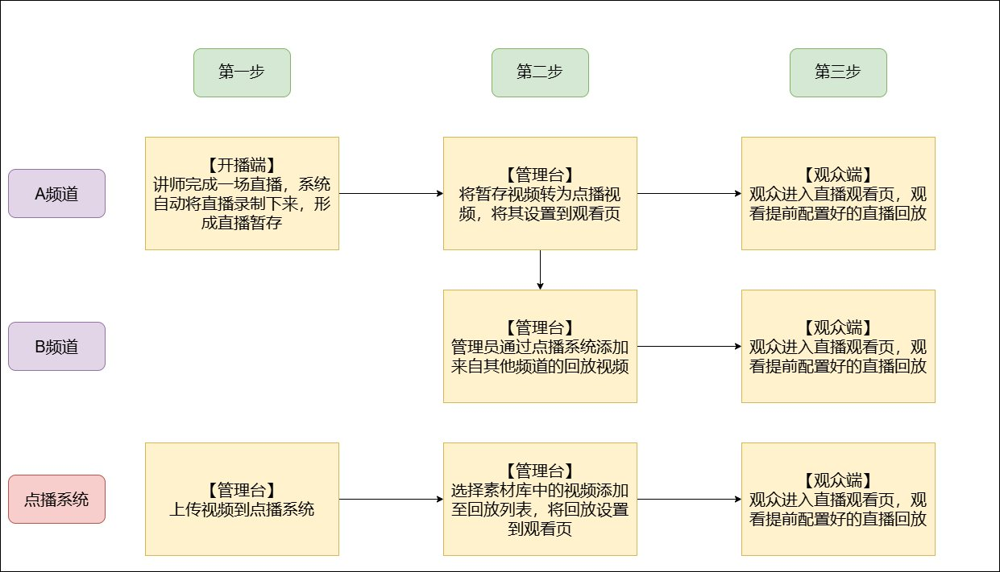 第一步
第二步
第三步
A频道
【开播端】
讲师完成一场直播，系统
自动将直播录制下来，形
成直播暂存
【管理台】
将暂存视频转为点播视
频，将其设置到观看页
【观众端】
观众进入直播观看页，观
看提前配置好的直播回放
B频道
【管理台】
管理员通过点播系统添加
来自其他频道的回放视频
【观众端】
观众进入直播观看页，观
看提前配置好的直播回放
点播系统
【管理台】
上传视频到点播系统
【管理台】
选择素材库中的视频添加
至回放列表，将回放设置
到观看页
【观众端】
观众进入直播观看页，观
看提前配置好的直播回放